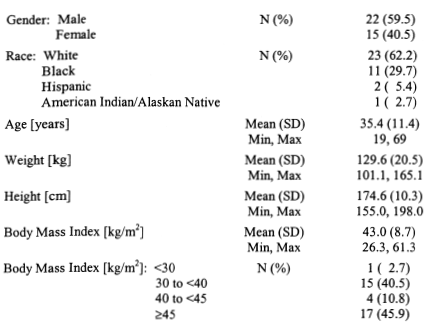 Gender: Male N (%) 22 (59.5)
Female 15 (40.5)
Race: White N (%) 23 (62.2)
Black 11 (29.7)
Hispanic 2 ( 5.4)
American Indian/Alaskan Native 1 ( 2.7)
Age [years] Mean (SD) 35.4 (11.4)
Min, Max 19, 69
Weight [kg] Mean (SD) 129.6 (20.5)
Min, Max 101.1, 165.1
Height [cm] Mean (SD) 174.6 (10.3)
Min, Max 155.0, 198.0
Body Mass Index [kg/m²] Mean (SD) 43.0 (8.7)
Min, Max 26.3, 61.3
Body Mass Index [kg/m²]: <30 N (%) 1 ( 2.7)
30 to <40 15 (40.5)
40 to <45 4 (10.8)
≥45 17 (45.9)